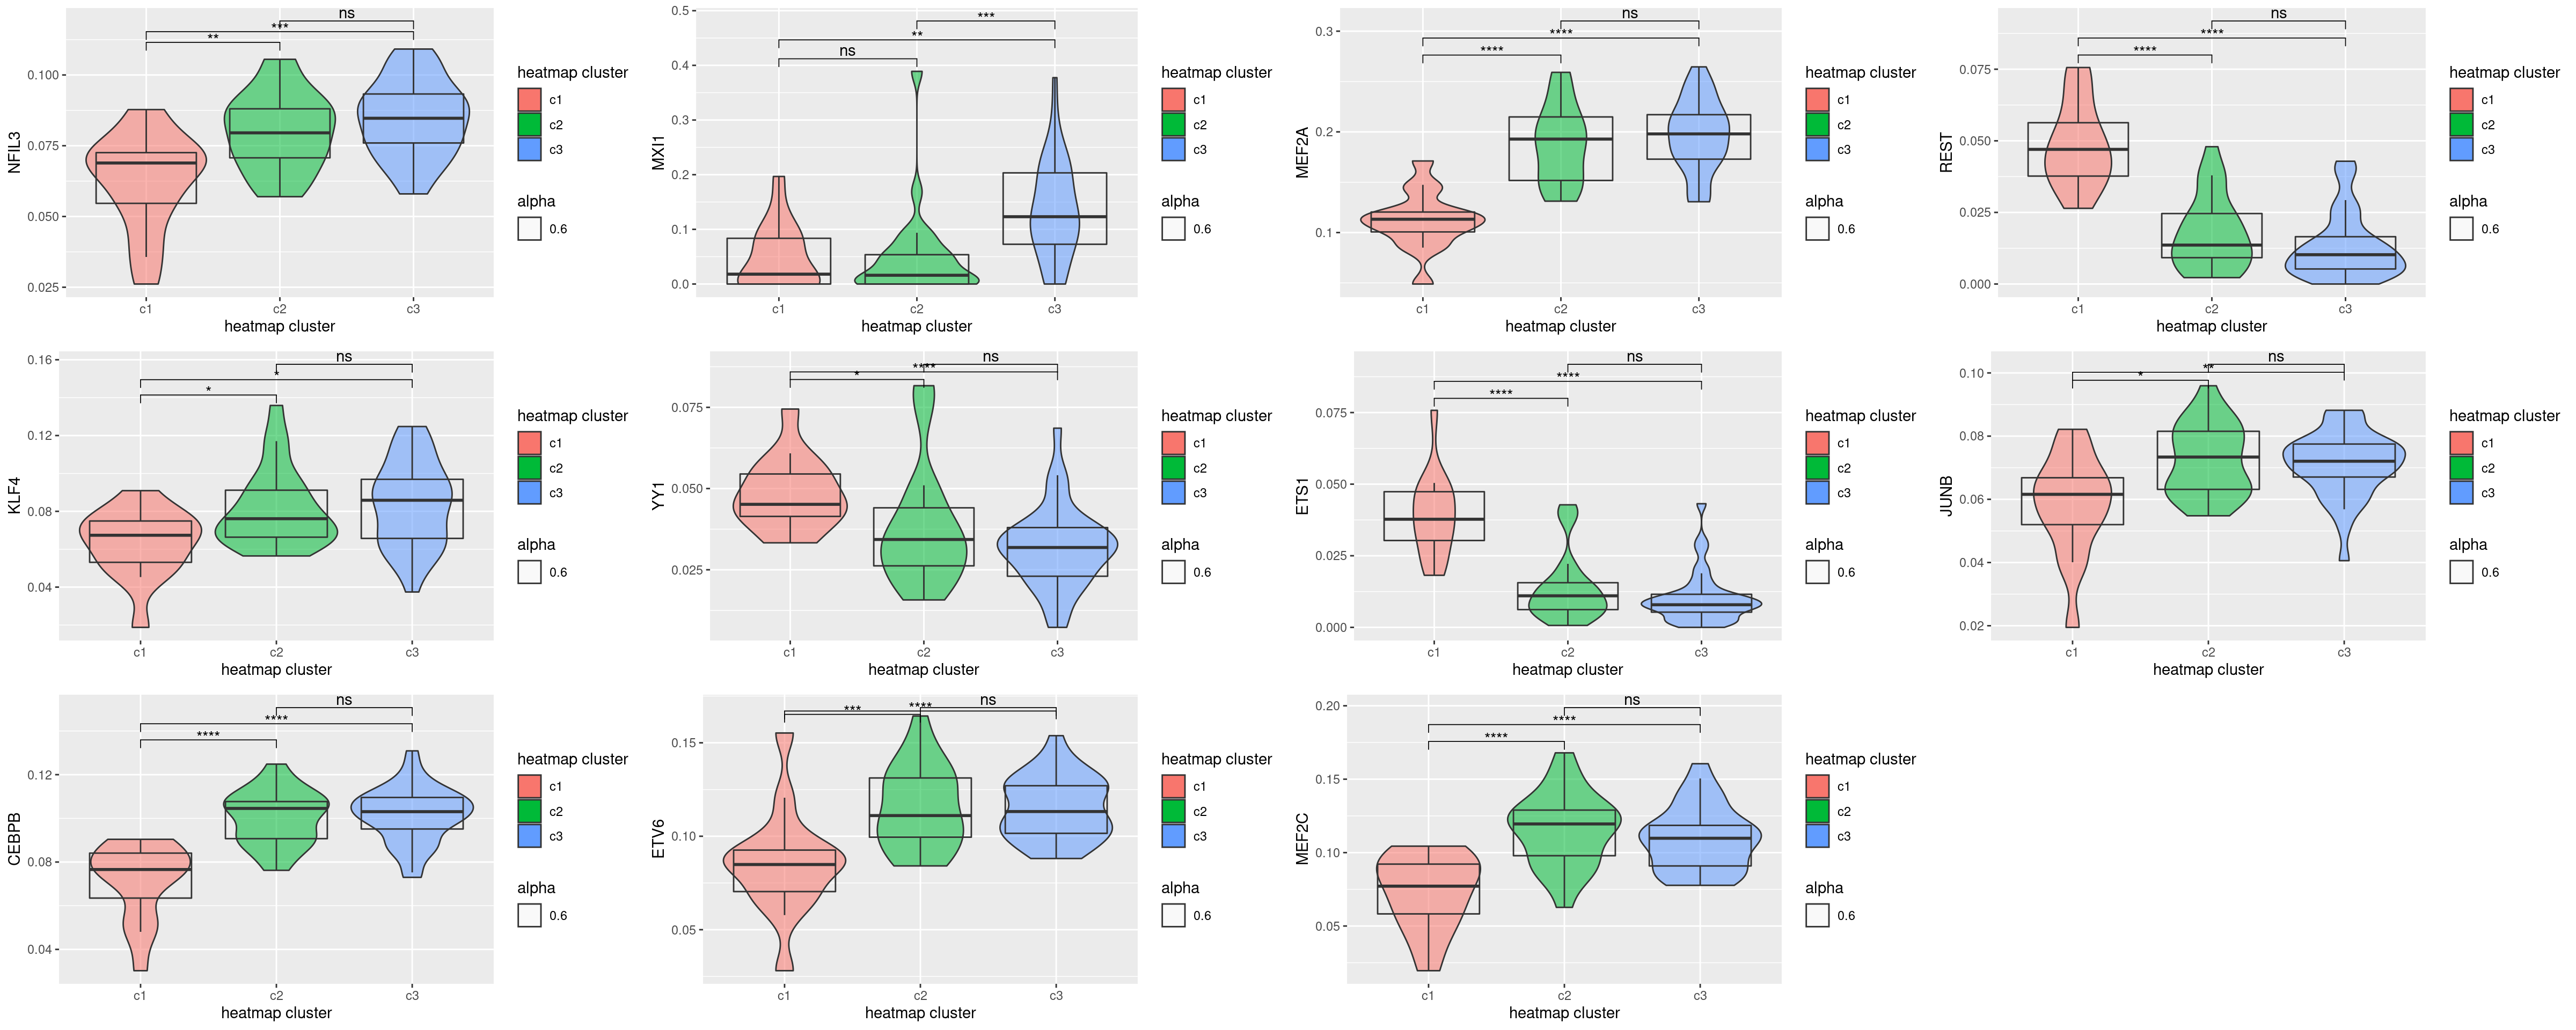 NFIL3
0.100
0.075
0.050
0.025
**
***
ns
c1 c2 c3
heatmap cluster
heatmap cluster
c1
c2
c3
alpha
0.6
MXI1
0.5
0.4
0.3
0.2
0.1
0.0
ns
**
***
c1 c2 c3
heatmap cluster
heatmap cluster
c1
c2
c3
alpha
0.6
MEF2A
0.3
0.2
0.1
****
****
ns
c1 c2 c3
heatmap cluster
heatmap cluster
c1
c2
c3
alpha
0.6
REST
0.075
0.050
0.025
0.000
****
****
ns
c1 c2 c3
heatmap cluster
heatmap cluster
c1
c2
c3
alpha
0.6
KLF4
0.16
0.12
0.08
0.04
*
*
ns
c1 c2 c3
heatmap cluster
heatmap cluster
c1
c2
c3
alpha
0.6
YY1
0.075
0.050
0.025
*
****
ns
c1 c2 c3
heatmap cluster
heatmap cluster
c1
c2
c3
alpha
0.6
ETS1
0.075
0.050
0.025
0.000
****
****
ns
c1 c2 c3
heatmap cluster
heatmap cluster
c1
c2
c3
alpha
0.6
JUNB
0.10
0.08
0.06
0.04
0.02
*
**
ns
c1 c2 c3
heatmap cluster
heatmap cluster
c1
c2
c3
alpha
0.6
CEBPB
0.12
0.08
0.04
****
****
ns
c1 c2 c3
heatmap cluster
heatmap cluster
c1
c2
c3
alpha
0.6
ETV6
0.15
0.10
0.05
***
****
ns
c1 c2 c3
heatmap cluster
heatmap cluster
c1
c2
c3
alpha
0.6
MEF2C
0.20
0.15
0.10
0.05
****
****
ns
c1 c2 c3
heatmap cluster
heatmap cluster
c1
c2
c3
alpha
0.6